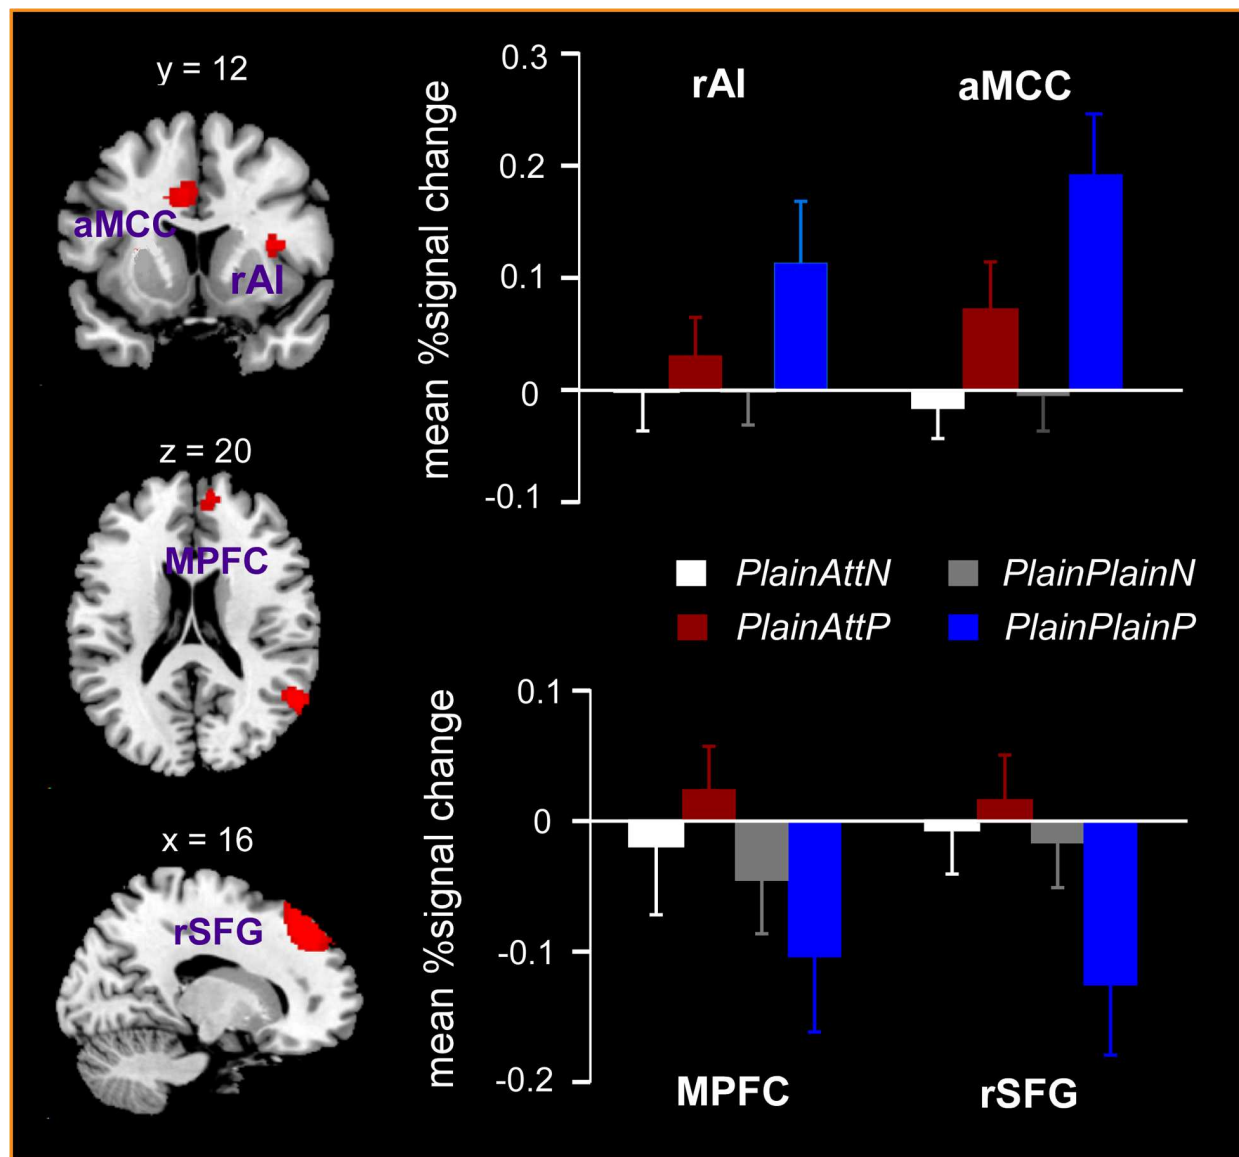 y = 12
aMCC
rAI
z = 20
MPFC
x = 16
rSFG
mean %signal change
0.3
0.2
0.1
0
-0.1
rAI
aMCC
PlainAttN
PlainPlainN
PlainAttP
PlainPlainP
mean %signal change
0.1
0
-0.1
-0.2
MPFC
rSFG